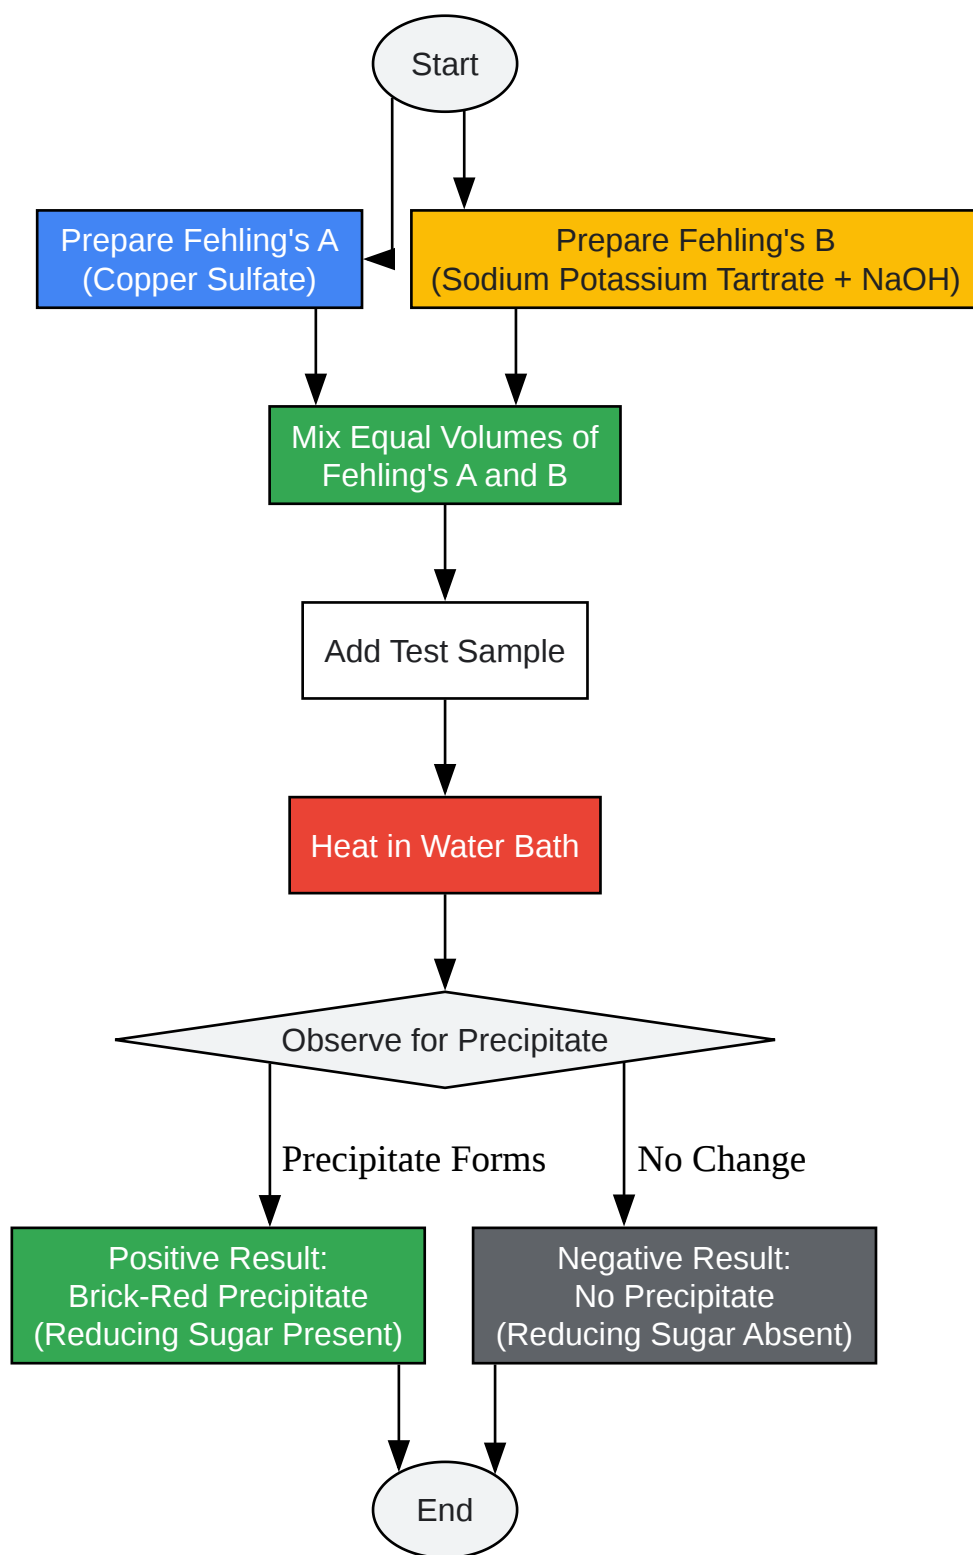 Start
Prepare Fehling's A
(Copper Sulfate)
Prepare Fehling's B
(Sodium Potassium Tartrate + NaOH)
Mix Equal Volumes of
Fehling's A and B
Add Test Sample
Heat in Water Bath
Observe for Precipitate
Precipitate Forms
No Change
Positive Result:
Brick-Red Precipitate
(Reducing Sugar Present)
Negative Result:
No Precipitate
(Reducing Sugar Absent)
End